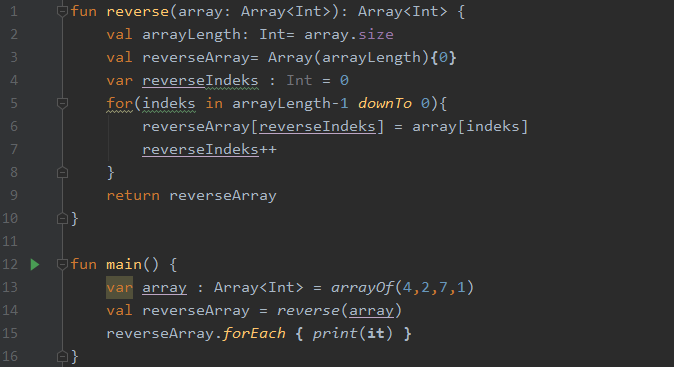 1 fun reverse(array: Array<Int>): Array<Int> {
2 val arrayLength: Int= array.size
3 val reverseArray= Array(arrayLength){0}
4 var reverseIndeks : Int = 0
5 for(indeks in arrayLength-1 downTo 0){
6 reverseArray[reverseIndeks] = array[indeks]
7 reverseIndeks++
8 }
9 return reverseArray
10 }
11
12 fun main() {
13 var array : Array<Int> = arrayOf(4,2,7,1)
14 val reverseArray = reverse(array)
15 reverseArray.forEach { print(it) }
16 }